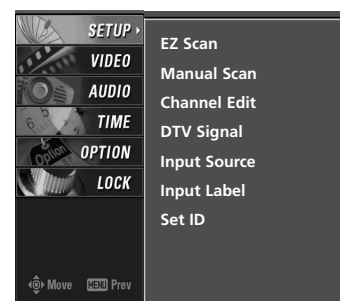 SETUP
VIDEO
AUDIO
TIME
OPTION
LOCK
Move MENU Prev
EZ Scan
Manual Scan
Channel Edit
DTV Signal
Input Source
Input Label
Set ID